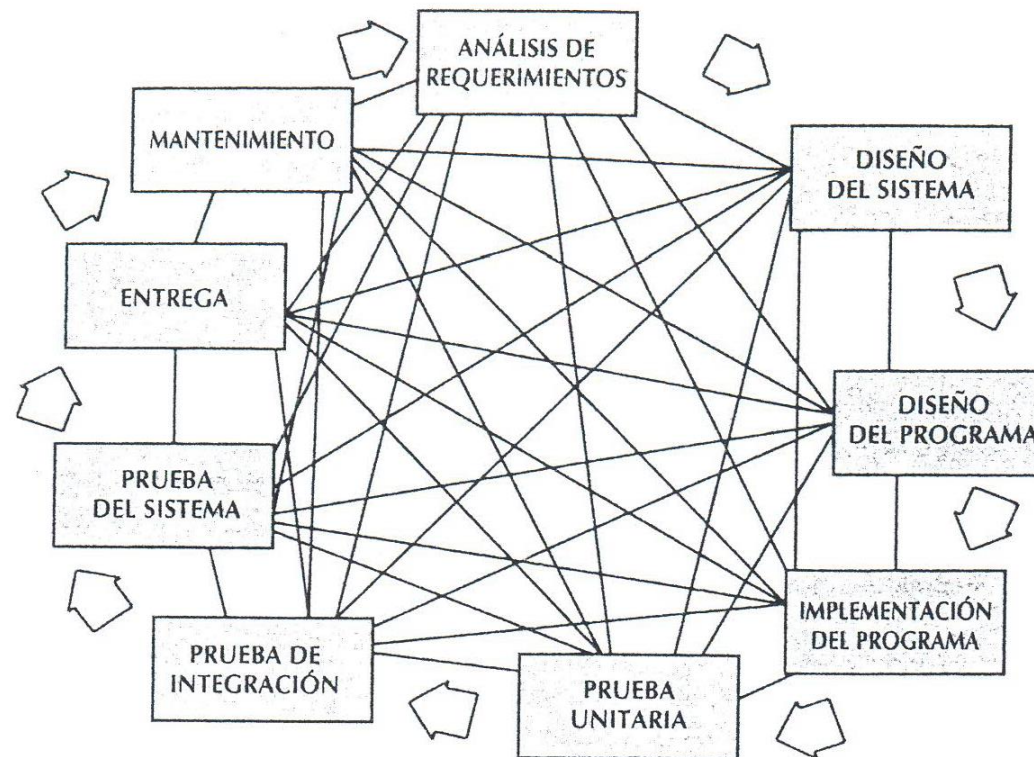 ANÁLISIS DE
REQUERIMIENTOS
MANTENIMIENTO
DISEÑO
DEL SISTEMA
ENTREGA
DISEÑO
DEL PROGRAMA
PRUEBA
DEL SISTEMA
IMPLEMENTACIÓN
DEL PROGRAMA
PRUEBA DE
INTEGRACIÓN
PRUEBA
UNITARIA